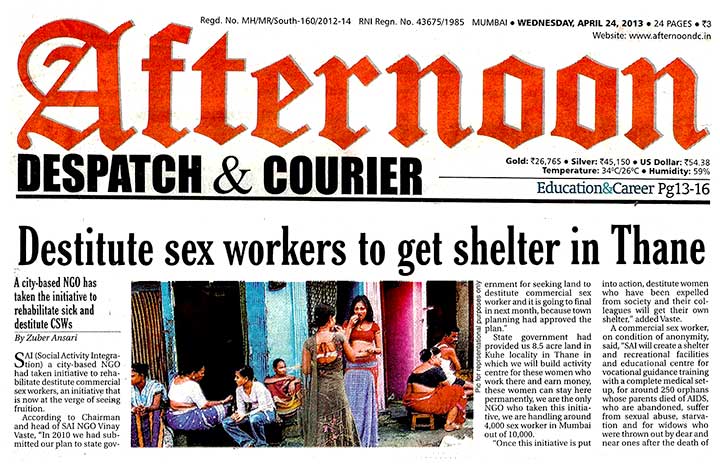 Regd. No. MH/MR/South-160/2012-14 RNI Regn. No. 43675/1985 MUMBAI • WEDNESDAY, APRIL 24, 2013 • 24 PAGES • ₹3
Website: www.afternoondc.in
Afternoon
DESPATCH & COURIER
Gold: ₹26,765 • Silver: ₹45,150 • US Dollar: ₹54.38
Temperature: 34ºC/26ºC • Humidity: 59%
Education&Career Pg13-16
Destitute sex workers to get shelter in Thane
A city-based NGO has
taken the initiative to
rehabilitate sick and
destitute CSWs
By Zuber Ansari
SAI (Social Activity Integra-
tion) a city-based NGO
had taken initiative to reha-
bilitate destitute commercial
sex workers, an initiative that
is now at the verge of seeing
fruition.
According to Chairman
and head of SAI NGO Vinay
Vaste, "In 2010 we had sub-
mitted our plan to state gov-
Pic for representational purposes only
ernment for seeking land to
destitute commercial sex
worker and it is going to final
in next month, because town
planning had approved the
plan."
State government had
provided us 8.5 acre land in
Kuhe locality in Thane in
which we will build activity
centre for these women who
work there and earn money,
these women can stay here
permanently, we are the only
NGO who taken this initia-
tive, we are handling around
4,000 sex worker in Mumbai
out of 10,000.
"Once this initiative is put
into action, destitute women
who have been expelled
from society and their col-
leagues will get their own
shelter," added Vaste.
A commercial sex worker,
on condition of anonymity,
said, "SAI will create a shelter
and recreational facilities
and educational centre for
vocational guidance training
with a complete medical set-
up, for around 250 orphans
whose parents died of AIDS,
who are abandoned, suffer
from sexual abuse, starva-
tion and for widows who
were thrown out by dear and
near ones after the death of